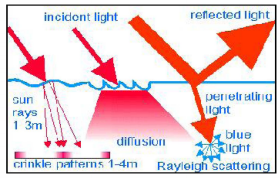 incident light
reflected light
sun
rays
1-3m
penetrating
light
diffusion
blue
light
crinkle patterns 1-4m
Rayleigh scattering